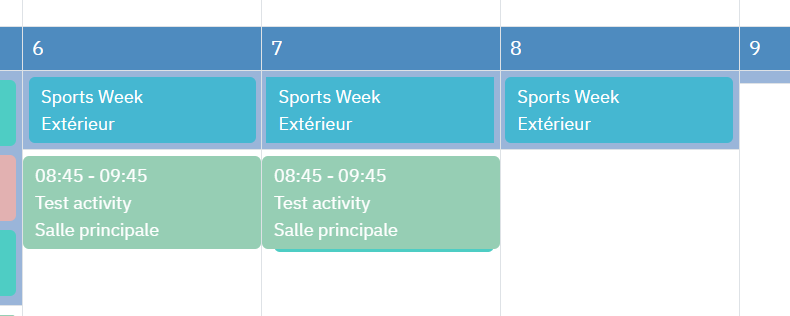 6
7
8
9
Sports Week
Extérieur
Sports Week
Extérieur
Sports Week
Extérieur
08:45 - 09:45
Test activity
Salle principale
08:45 - 09:45
Test activity
Salle principale